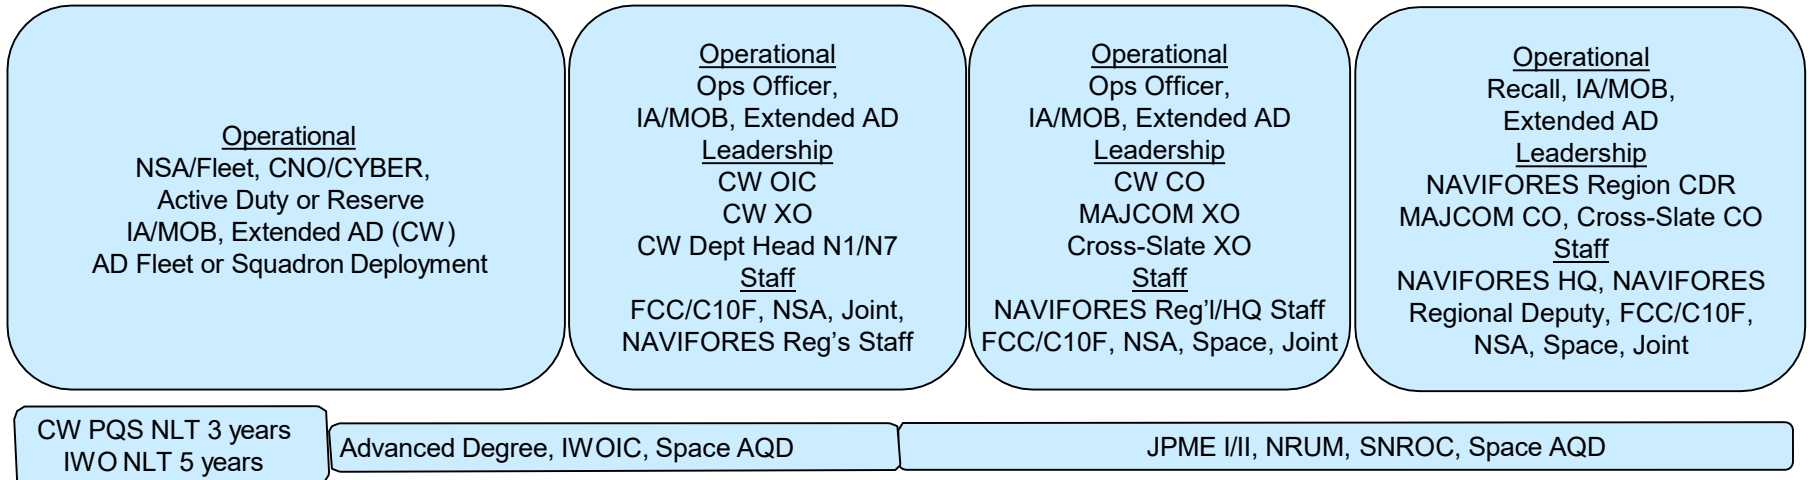 Operational
NSA/Fleet, CNO/CYBER,
Active Duty or Reserve
IA/MOB, Extended AD (CW)
AD Fleet or Squadron Deployment
Operational
Ops Officer,
IA/MOB, Extended AD
Leadership
CW OIC
CW XO
CW Dept Head N1/N7
Staff
FCC/C10F, NSA, Joint,
NAVIFORES Reg's Staff
Operational
Ops Officer,
IA/MOB, Extended AD
Leadership
CW CO
MAJCOM XO
Cross-Slate XO
Staff
NAVIFORES Reg'l/HQ Staff
FCC/C10F, NSA, Space, Joint
Operational
Recall, IA/MOB,
Extended AD
Leadership
NAVIFORES Region CDR
MAJCOM CO, Cross-Slate CO
Staff
NAVIFORES HQ, NAVIFORES
Regional Deputy, FCC/C10F,
NSA, Space, Joint
CW PQS NLT 3 years
IWO NLT 5 years
Advanced Degree, IWOIC, Space AQD
JPME I/II, NRUM, SNROC, Space AQD